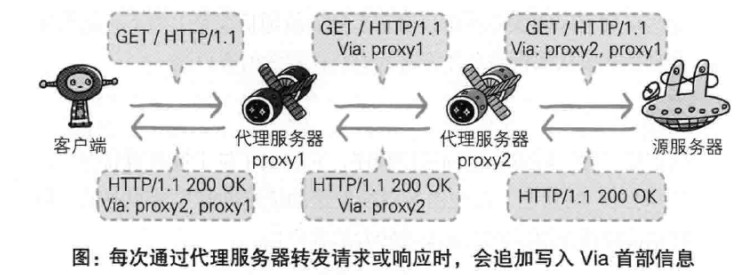 GET / HTTP/1.1
GET / HTTP/1.1
Via: proxy1
GET / HTTP/1.1
Via: proxy2, proxy1
客户端
代理服务器
proxy1
代理服务器
proxy2
源服务器
HTTP/1.1 200 OK
Via: proxy2, proxy1
HTTP/1.1 200 OK
Via: proxy2
HTTP/1.1 200 OK
图：每次通过代理服务器转发请求或响应时，会追加写入 Via 首部信息